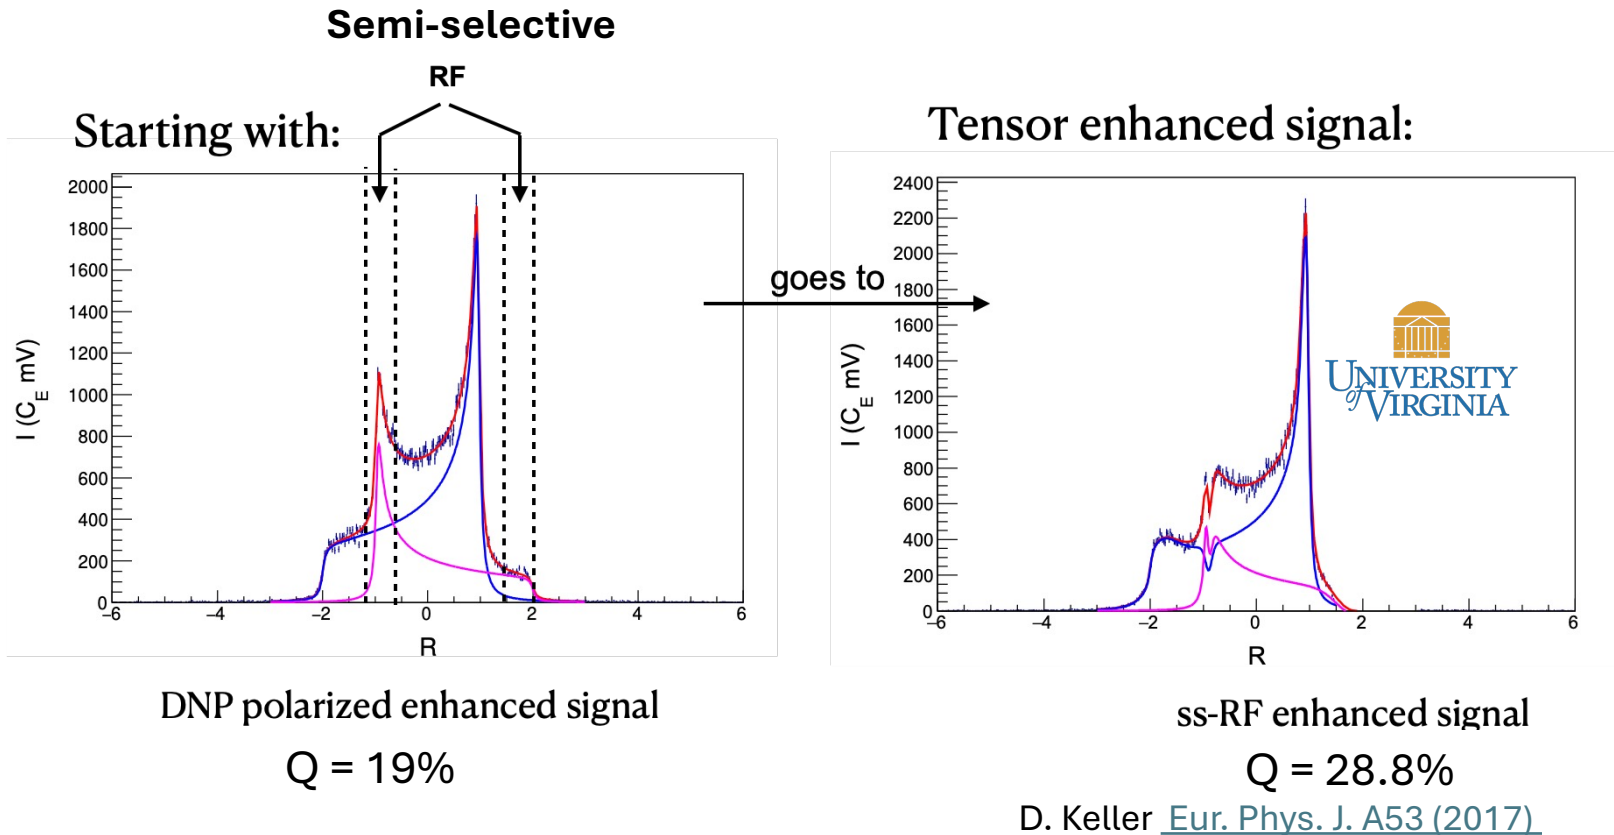 Semi-selective
RF
Starting with:
Tensor enhanced signal:
2000
1800
1600
1400
1200
1000
800
600
400
200
0
−6
−4
−2
0
2
4
6
I (C_E mV)
R
goes to
2400
2200
2000
1800
1600
1400
1200
1000
800
600
400
200
0
−6
−4
−2
0
2
4
6
I (C_E mV)
R
UNIVERSITY
of VIRGINIA
DNP polarized enhanced signal
Q = 19%
ss-RF enhanced signal
Q = 28.8%
D. Keller Eur. Phys. J. A53 (2017)